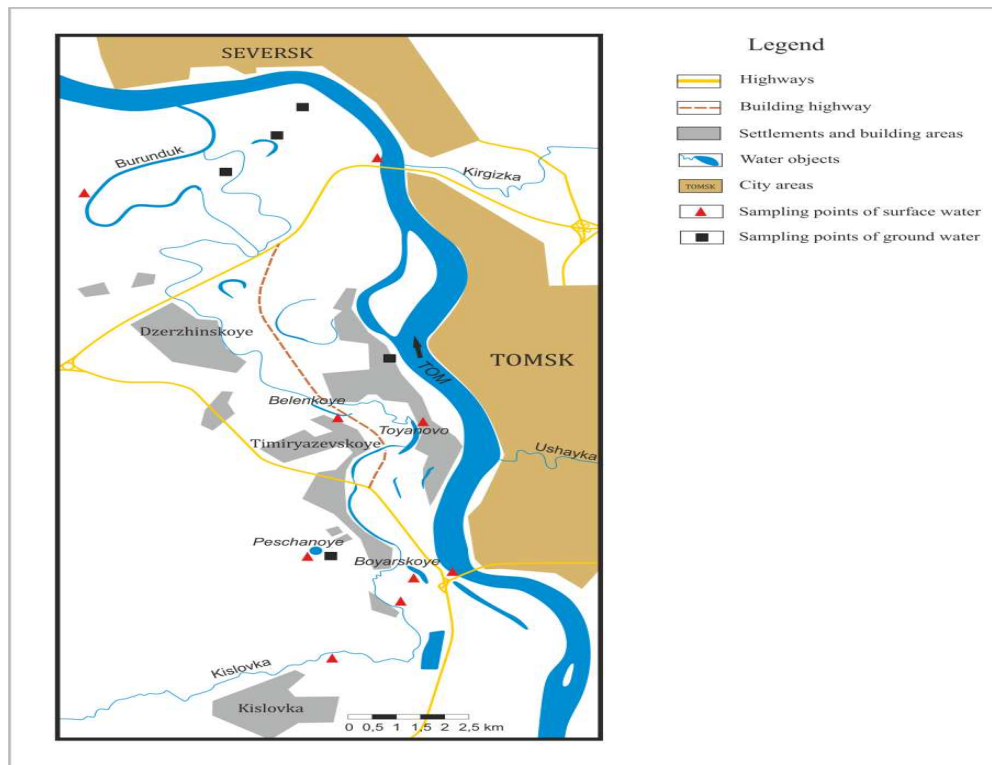 SEVERSK
Legend
Highways
Building highway
Settlements and building areas
Water objects
TOMSK City areas
Sampling points of surface water
Sampling points of ground water
Burunduk
Kirgizka
Dzerzhinskoye
TOMSK
TOM
Belenkoye
Toyanovo
Timiryazevskoye
Ushayka
Peschanoye
Boyarskoye
Kislovka
Kislovka
0 0,5 1 1,5 2 2,5 km